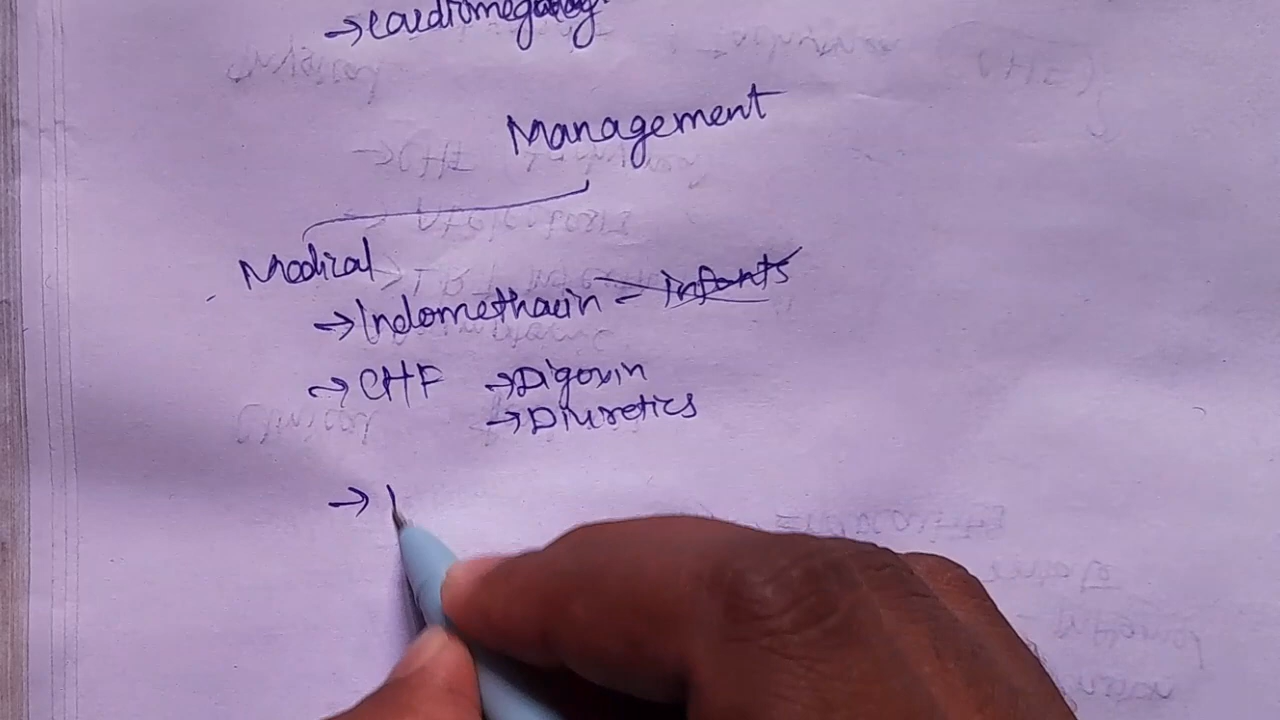 → Cardiomegaly
Management
Medical
→ Indomethacin - infants
→ CHF → Digoxin
→ Diuretics
→